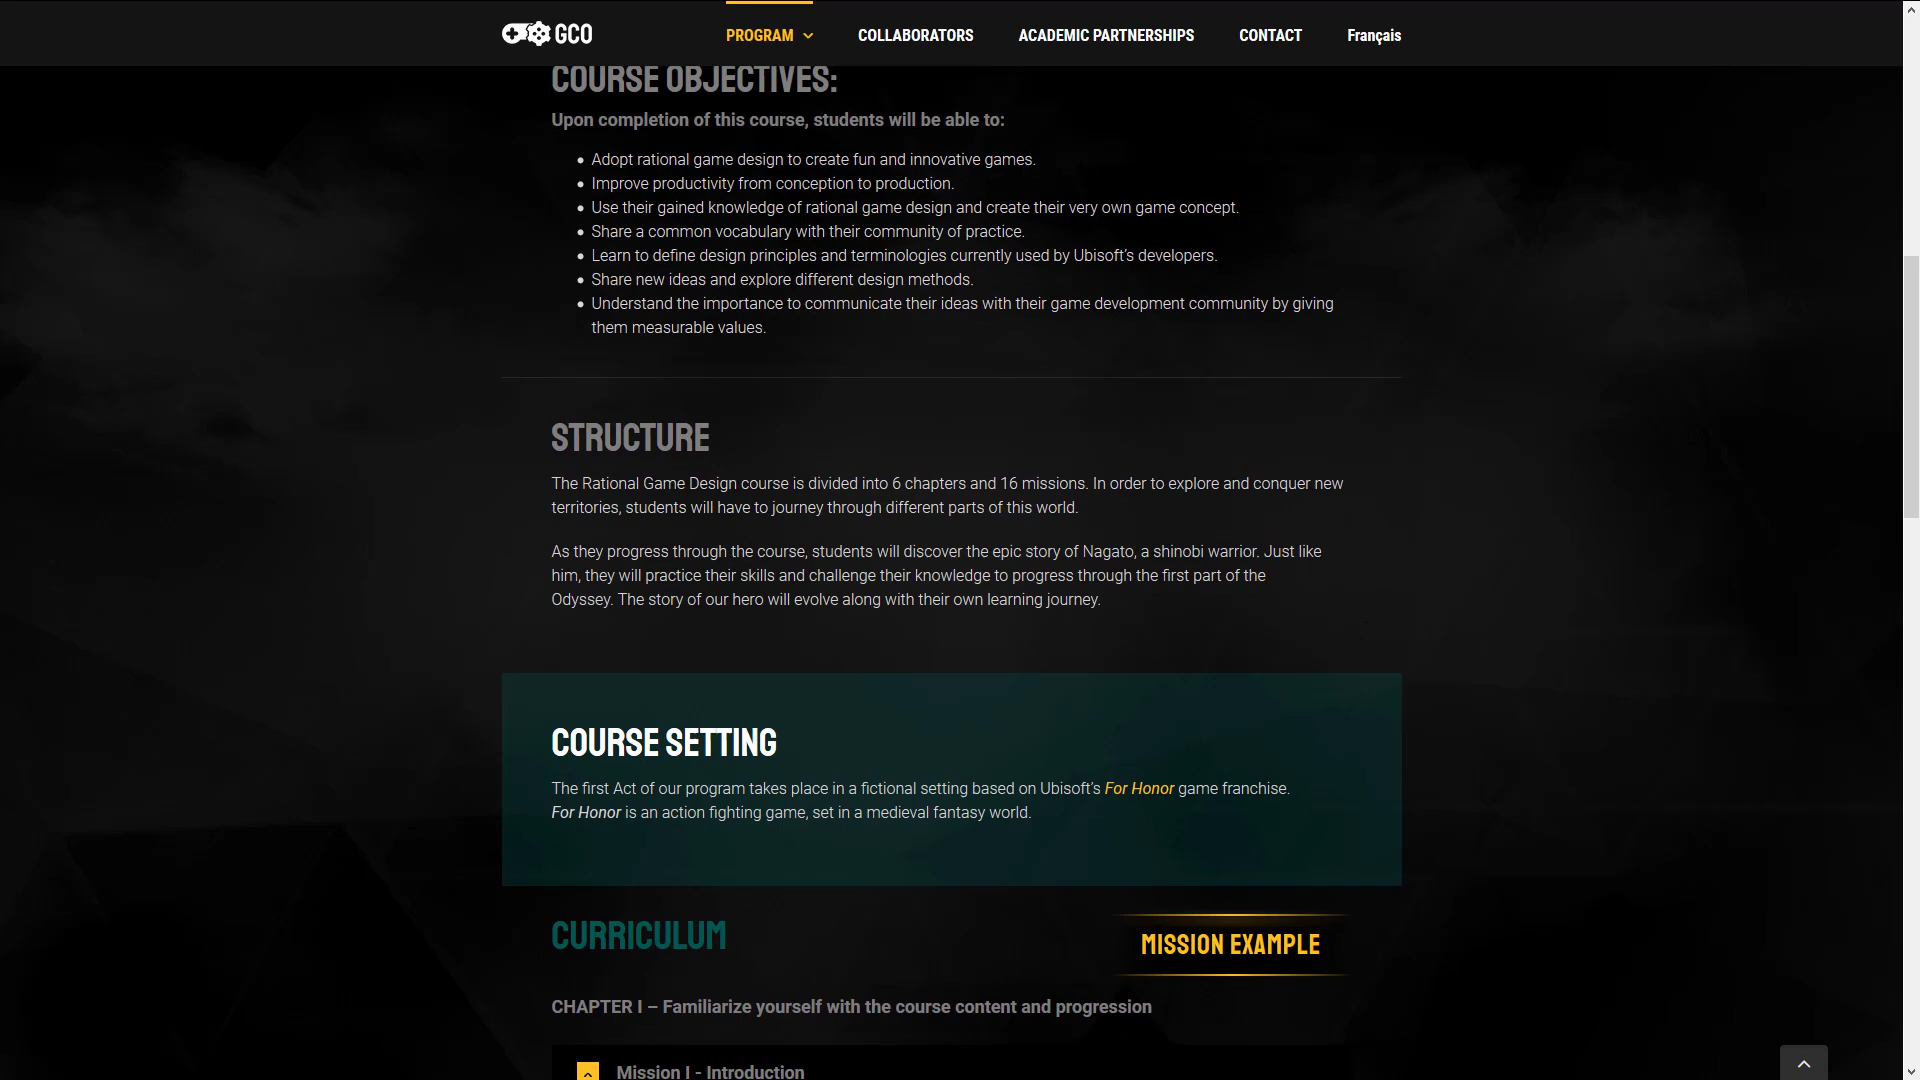 GCO
PROGRAM
COLLABORATORS
ACADEMIC PARTNERSHIPS
CONTACT
Français
COURSE OBJECTIVES:
Upon completion of this course, students will be able to:
Adopt rational game design to create fun and innovative games.
Improve productivity from conception to production.
Use their gained knowledge of rational game design and create their very own game concept.
Share a common vocabulary with their community of practice.
Learn to define design principles and terminologies currently used by Ubisoft's developers.
Share new ideas and explore different design methods.
Understand the importance to communicate their ideas with their game development community by giving
them measurable values.
STRUCTURE
The Rational Game Design course is divided into 6 chapters and 16 missions. In order to explore and conquer new
territories, students will have to journey through different parts of this world.
As they progress through the course, students will discover the epic story of Nagato, a shinobi warrior. Just like
him, they will practice their skills and challenge their knowledge to progress through the first part of the
Odyssey. The story of our hero will evolve along with their own learning journey.
COURSE SETTING
The first Act of our program takes place in a fictional setting based on Ubisoft's For Honor game franchise.
For Honor is an action fighting game, set in a medieval fantasy world.
CURRICULUM
MISSION EXAMPLE
CHAPTER I – Familiarize yourself with the course content and progression
Mission I - Introduction